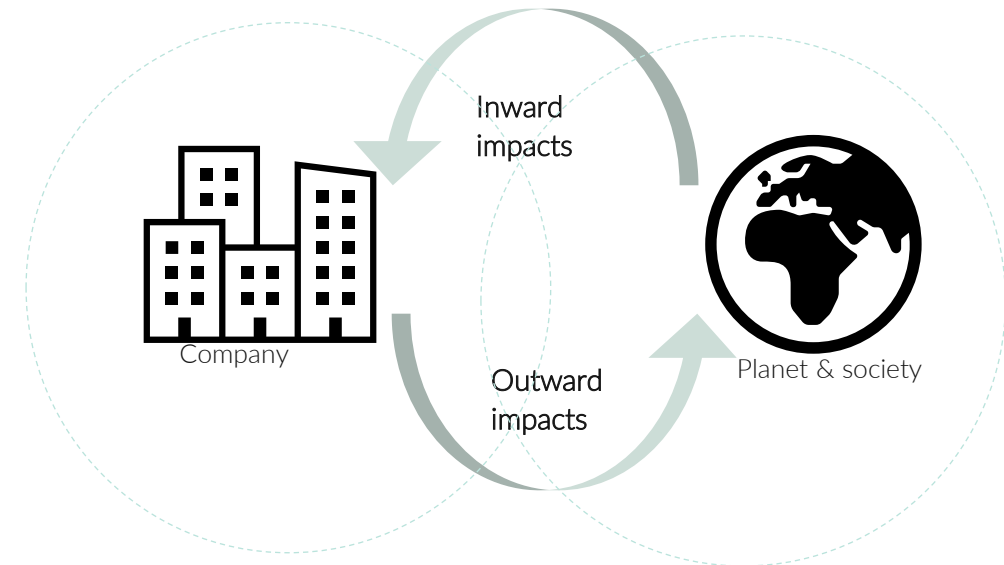 Inward
impacts
Company
Planet & society
Outward
impacts